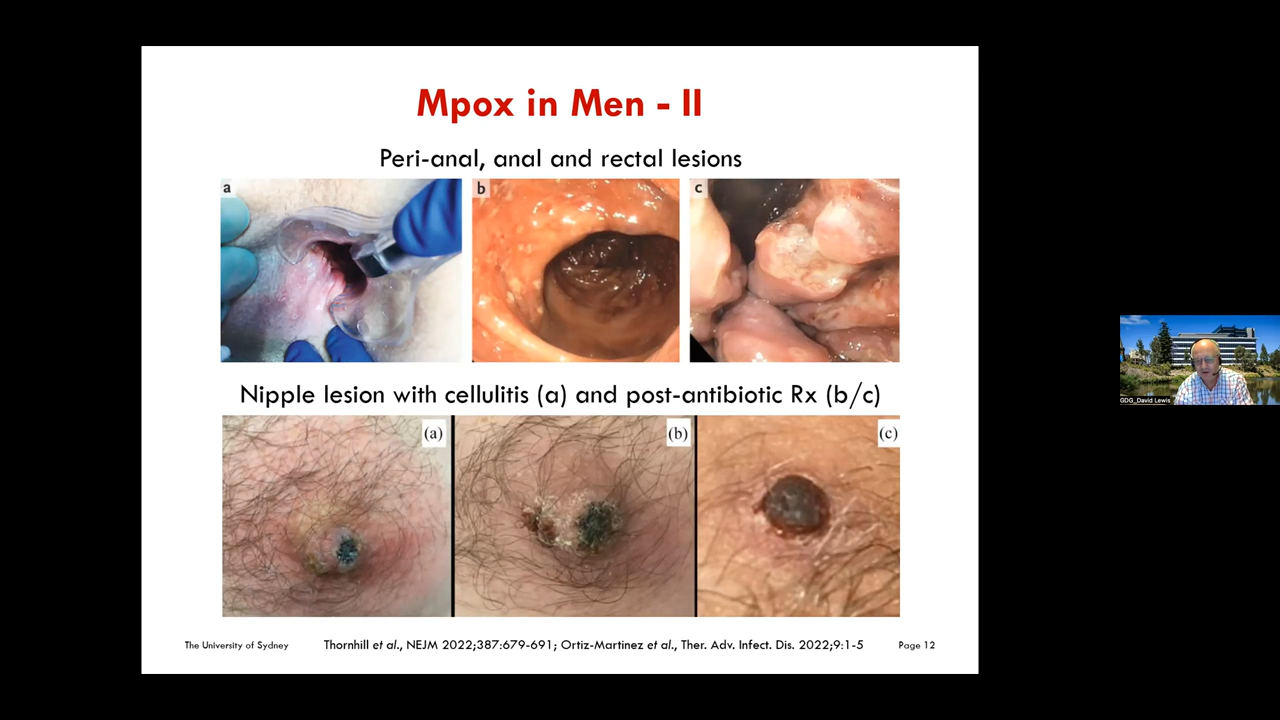 Mpox in Men - II
Peri-anal, anal and rectal lesions
a
b
c
Nipple lesion with cellulitis (a) and post-antibiotic Rx (b/c)
(a)
(b)
(c)
GDG_David Lewis
The University of Sydney
Thornhill et al., NEJM 2022;387:679-691; Ortiz-Martinez et al., Ther. Adv. Infect. Dis. 2022;9:1-5
Page 12